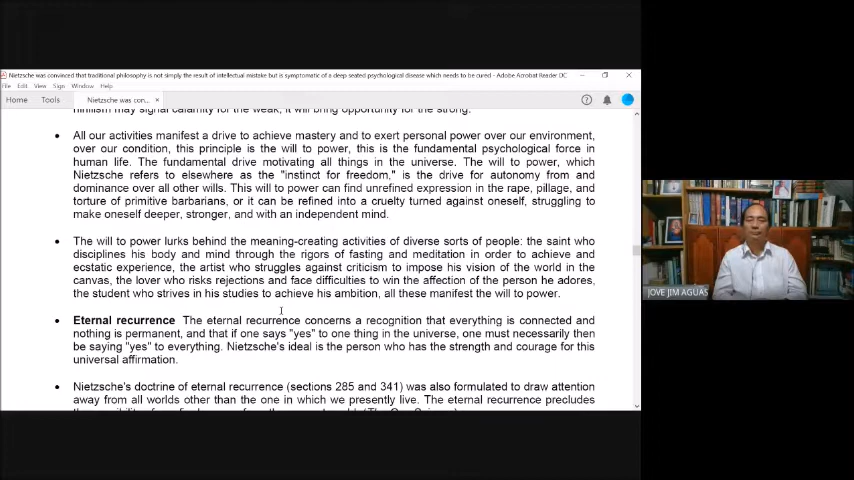 Nietzsche was convinced that traditional philosophy is not simply the result of intellectual mistake but is symptomatic of a deep seated psychological disease which needs to be cured - Adobe Acrobat Reader DC
File Edit View Sign Window Help
Home Tools Nietzsche was con... ×
nihilism may signal calamity for the weak, it will bring opportunity for the strong.
• All our activities manifest a drive to achieve mastery and to exert personal power over our environment,
over our condition, this principle is the will to power, this is the fundamental psychological force in
human life. The fundamental drive motivating all things in the universe. The will to power, which
Nietzsche refers to elsewhere as the "instinct for freedom," is the drive for autonomy from and
dominance over all other wills. This will to power can find unrefined expression in the rape, pillage, and
torture of primitive barbarians, or it can be refined into a cruelty turned against oneself, struggling to
make oneself deeper, stronger, and with an independent mind.
• The will to power lurks behind the meaning-creating activities of diverse sorts of people: the saint who
disciplines his body and mind through the rigors of fasting and meditation in order to achieve and
ecstatic experience, the artist who struggles against criticism to impose his vision of the world in the
canvas, the lover who risks rejections and face difficulties to win the affection of the person he adores,
the student who strives in his studies to achieve his ambition, all these manifest the will to power.
• Eternal recurrence The eternal recurrence concerns a recognition that everything is connected and
nothing is permanent, and that if one says "yes" to one thing in the universe, one must necessarily then
be saying "yes" to everything. Nietzsche's ideal is the person who has the strength and courage for this
universal affirmation.
• Nietzsche's doctrine of eternal recurrence (sections 285 and 341) was also formulated to draw attention
away from all worlds other than the one in which we presently live. The eternal recurrence precludes
JOVE JIM AGUAS